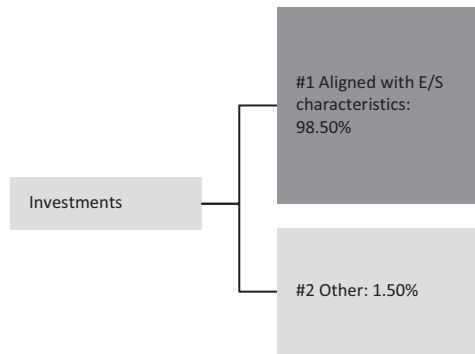 #1 Aligned with E/S
characteristics:
98.50%
Investments
#2 Other: 1.50%